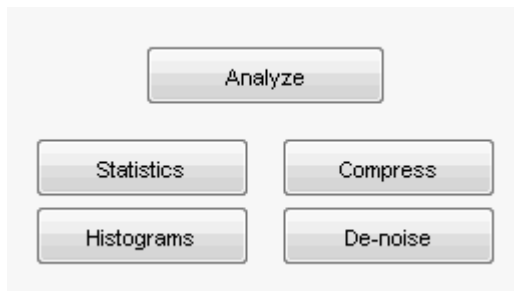 Analyze
Statistics
Compress
Histograms
De-noise